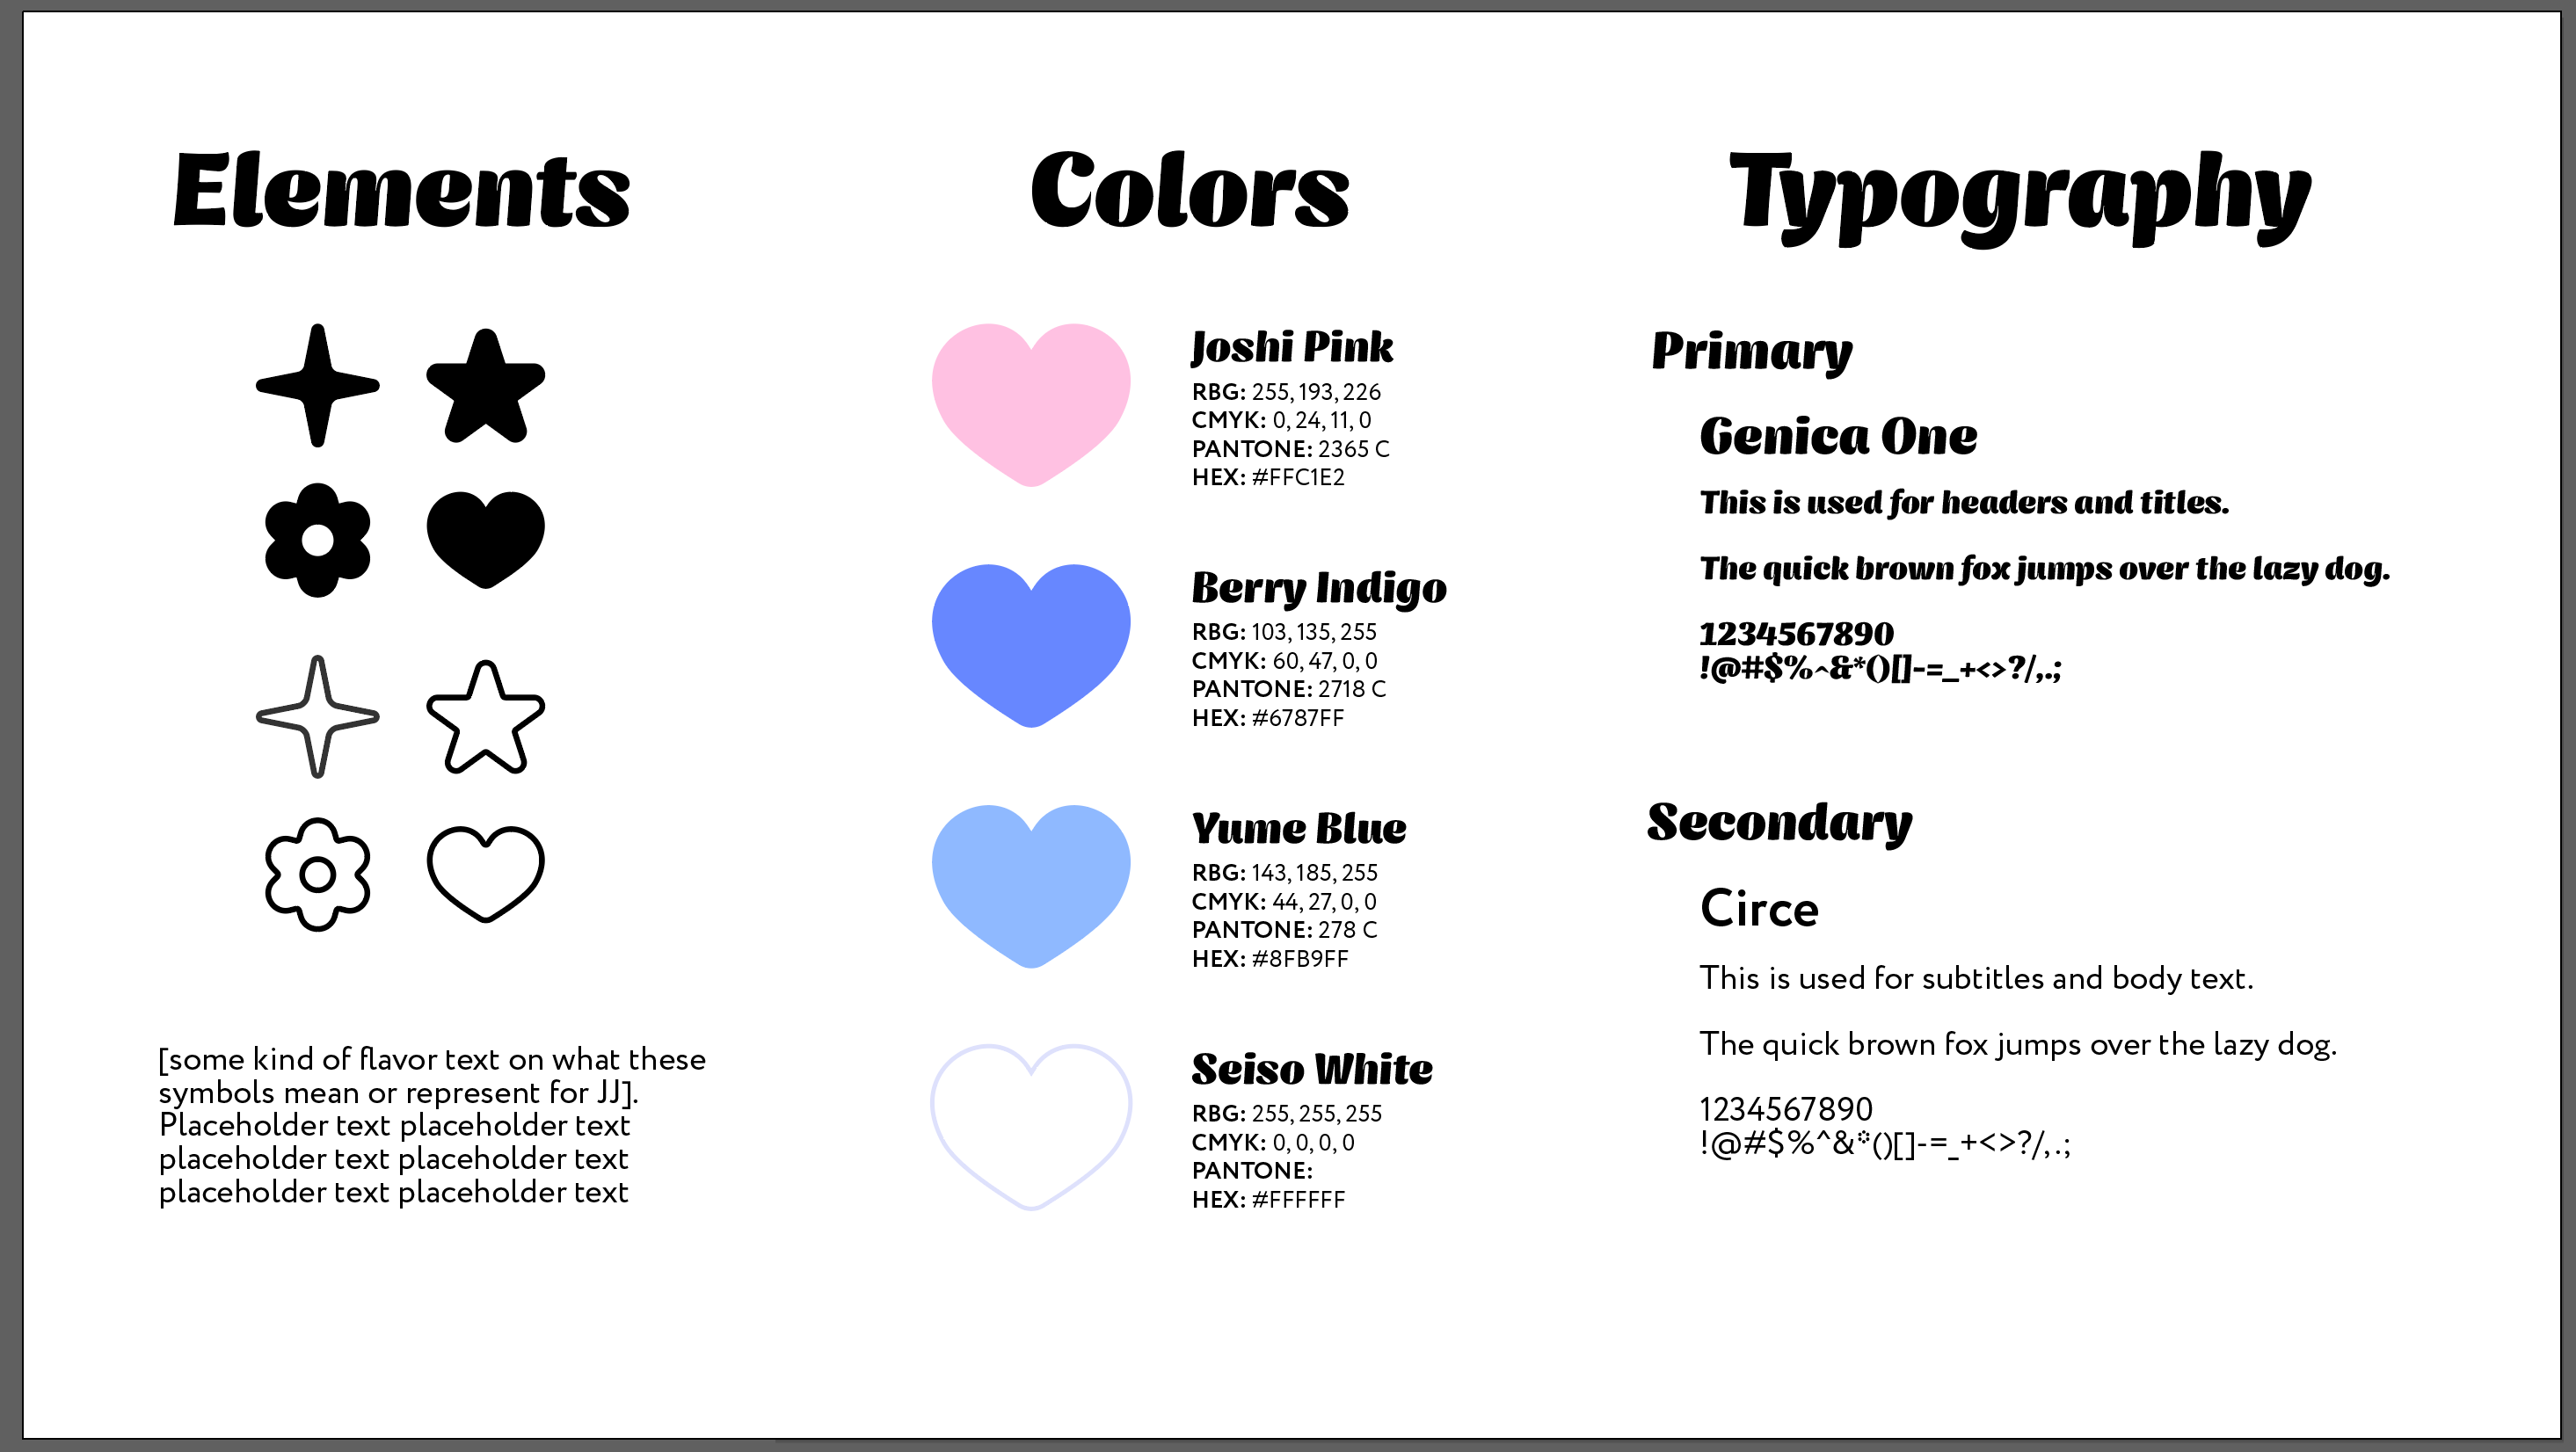 Elements
[some kind of flavor text on what these
symbols mean or represent for JJ].
Placeholder text placeholder text
placeholder text placeholder text
placeholder text placeholder text
Colors
Joshi Pink
RBG: 255, 193, 226
CMYK: 0, 24, 11, 0
PANTONE: 2365 C
HEX: #FFC1E2
Berry Indigo
RBG: 103, 135, 255
CMYK: 60, 47, 0, 0
PANTONE: 2718 C
HEX: #6787FF
Yume Blue
RBG: 143, 185, 255
CMYK: 44, 27, 0, 0
PANTONE: 278 C
HEX: #8FB9FF
Seiso White
RBG: 255, 255, 255
CMYK: 0, 0, 0, 0
PANTONE:
HEX: #FFFFFF
Typography
Primary
Genica One
This is used for headers and titles.
The quick brown fox jumps over the lazy dog.
1234567890
!@#$%^&*()[]-=_+<>?/,.;
Secondary
Circe
This is used for subtitles and body text.
The quick brown fox jumps over the lazy dog.
1234567890
!@#$%^&*()[]-=_+<>?/,.;